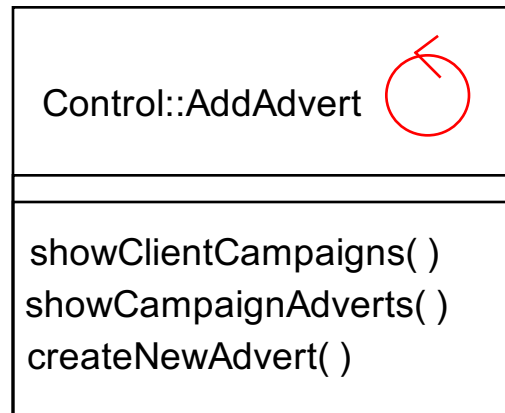 Control::AddAdvert
showClientCampaigns( )
showCampaignAdverts( )
createNewAdvert( )